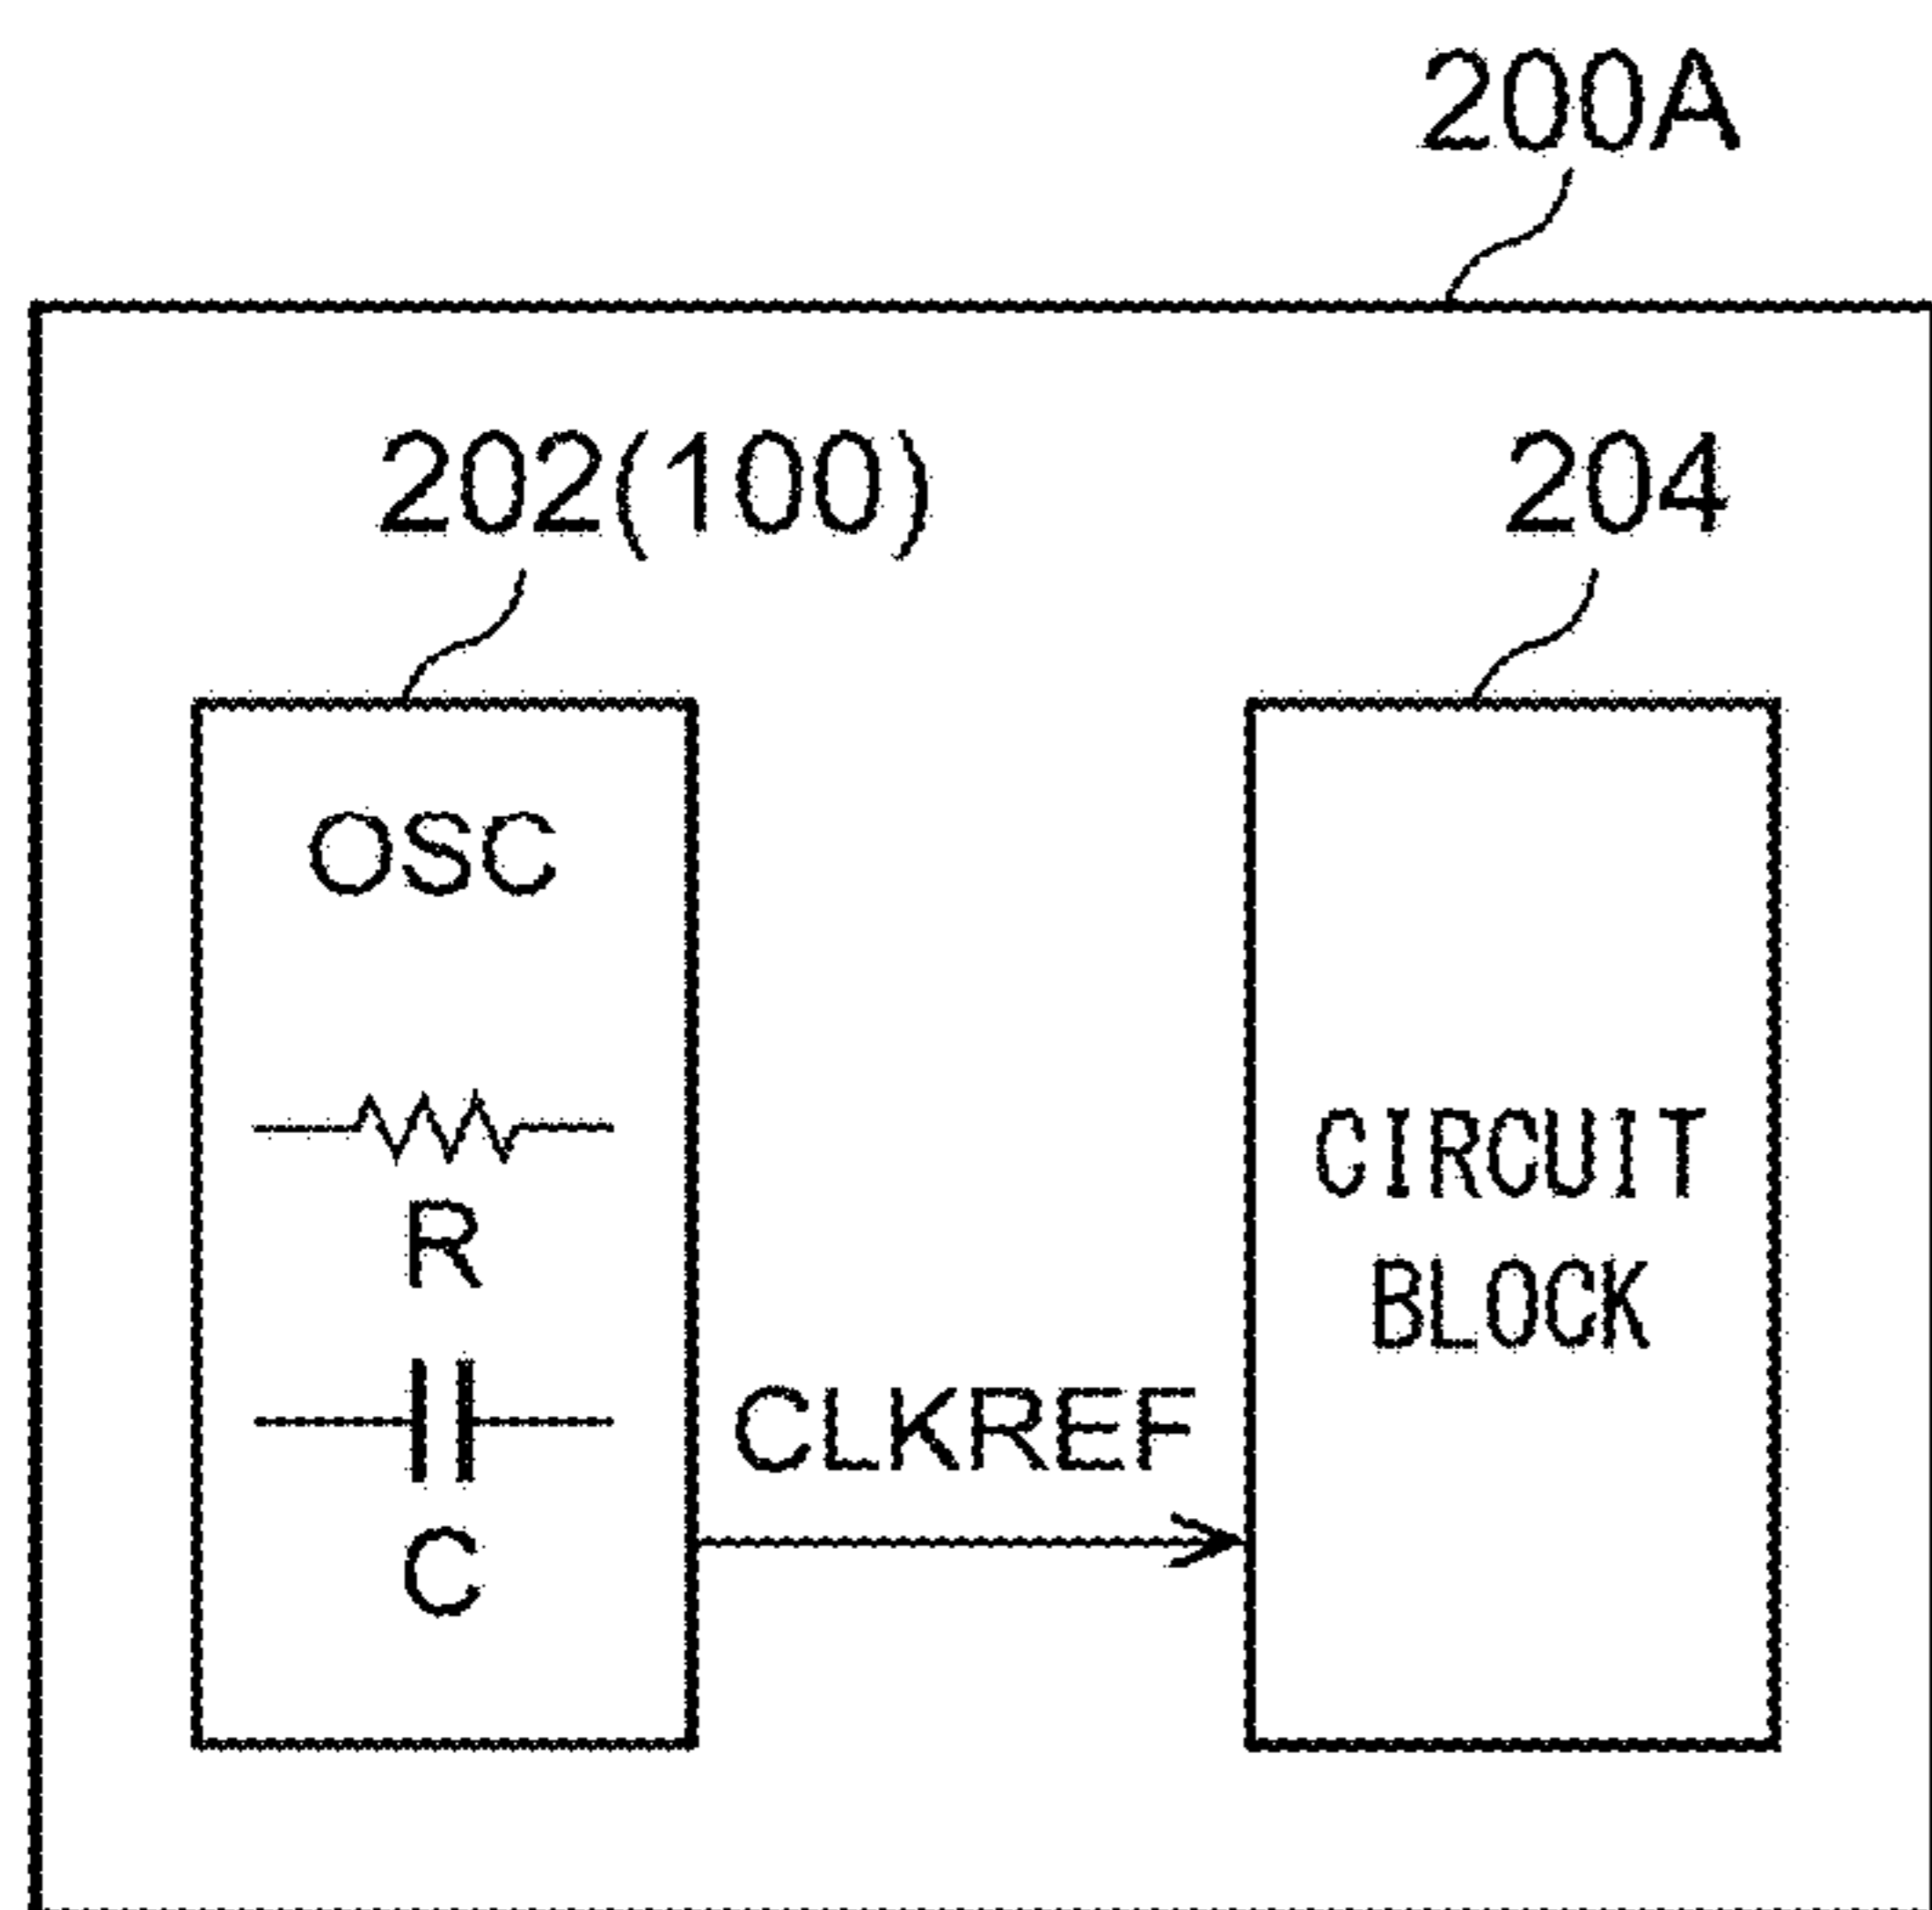 200A
202(100)
204
OSC
R
C
CLKREF
CIRCUIT
BLOCK